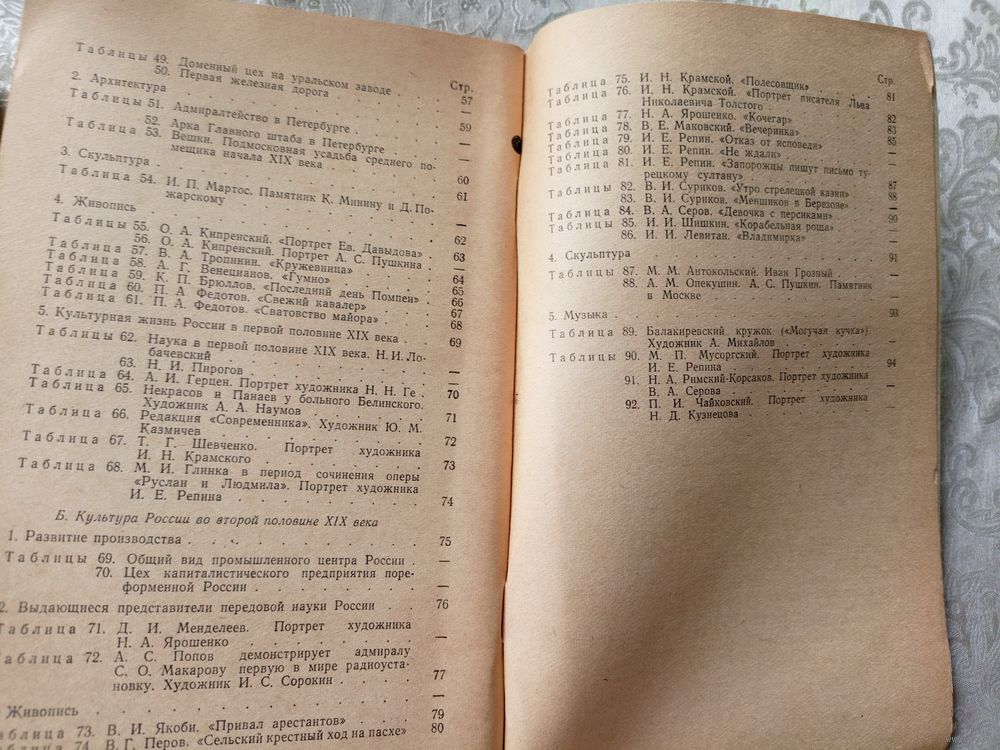 Стр.
Таблицы 49. Доменный цех на уральском заводе . 57
50. Первая железная дорога . . . . . —
2. Архитектура . . . . . —
Таблицы 51. Адмиралтейство в Петербурге . . . 59
52. Арка Главного штаба в Петербурге . . —
Таблица 53. Вешки. Подмосковная усадьба среднего по-
мещика начала XIX века . . . . 60
3. Скульптура . . . . . 61
Таблица 54. И. П. Мартос. Памятник К. Минину и Д. По-
жарскому . . . . . —
4. Живопись . . . . . 62
Таблицы 55. О. А. Кипренский. «Портрет Ев. Давыдова» 63
56. О. А. Кипренский. Портрет А. С. Пушкина . —
Таблица 57. В. А. Тропинин. «Кружевница» . . . 64
Таблица 58. А. Г. Венецианов. «Гумно» . . . 65
Таблица 59. К. П. Брюллов. «Последний день Помпеи» . 66
Таблица 60. П. А. Федотов. «Свежий кавалер» . . 67
Таблица 61. П. А. Федотов. «Сватовство майора» . . 68
5. Культурная жизнь России в первой половине XIX века . 69
Таблицы 62. Наука в первой половине XIX века. Н. И. Ло-
бачевский . . . . . —
63. Н. И. Пирогов . . . . . —
Таблица 64. А. И. Герцен. Портрет художника Н. Н. Ге . 70
Таблица 65. Некрасов и Панаев у больного Белинского.
Художник А. А. Наумов . . . . 71
Таблица 66. Редакция «Современника». Художник Ю. М.
Казмичев . . . . . 72
Таблица 67. Т. Г. Шевченко. Портрет художника
И. Н. Крамского . . . . . 73
Таблица 68. М. И. Глинка в период сочинения оперы
«Руслан и Людмила». Портрет художника
И. Е. Репина . . . . . 74
Б. Культура России во второй половине XIX века
1. Развитие производства . . . . . 75
Таблицы 69. Общий вид промышленного центра России . —
70. Цех капиталистического предприятия поре-
форменной России . . . . . —
2. Выдающиеся представители передовой науки России . . 76
Таблица 71. Д. И. Менделеев. Портрет художника
Н. А. Ярошенко . . . . . —
Таблица 72. А. С. Попов демонстрирует адмиралу
С. О. Макарову первую в мире радиоуста-
новку. Художник И. С. Сорокин . . . . 77
Живопись . . . . . —
Таблица 73. В. И. Якоби. «Привал арестантов» . . . 79
Таблица 74. В. Г. Перов. «Сельский крестный ход на пасхе» 80
Стр.
Таблица 75. И. Н. Крамской. «Полесовщик» . . . 81
Таблица 76. И. Н. Крамской. «Портрет писателя Льва
Николаевича Толстого . . . . . 82
Таблица 77. Н. А. Ярошенко. «Кочегар» . . . 83
Таблица 78. В. Е. Маковский. «Вечеринка» . . . 85
Таблица 79. И. Е. Репин. «Отказ от исповеди» . . —
Таблица 80. И. Е. Репин. «Не ждали» . . . —
Таблица 81. И. Е. Репин. «Запорожцы пишут письмо ту-
рецкому султану» . . . . . 87
Таблицы 82. В. И. Суриков. «Утро стрелецкой казни» 88
83. В. И. Суриков. «Меншиков в Березове» . —
Таблица 84. В. А. Серов. «Девочка с персиками» . . 90
Таблицы 85. И. И. Шишкин. «Корабельная роща» . —
86. И. И. Левитан. «Владимирка» . . . —
4. Скульптура . . . . . 91
Таблицы 87. М. М. Антокольский. Иван Грозный . . —
88. А. М. Опекушин. А. С. Пушкин. Памятник
в Москве . . . . . —
5. Музыка . . . . . 93
Таблица 89. Балакиревский кружок («Могучая кучка»).
Художник А. Михайлов . . . . . —
Таблицы 90. М. П. Мусоргский. Портрет художника
И. Е. Репина . . . . . 94
91. Н. А. Римский-Корсаков. Портрет художника
В. А. Серова . . . . . —
92. П. И. Чайковский. Портрет художника
Н. Д. Кузнецова . . . . . —